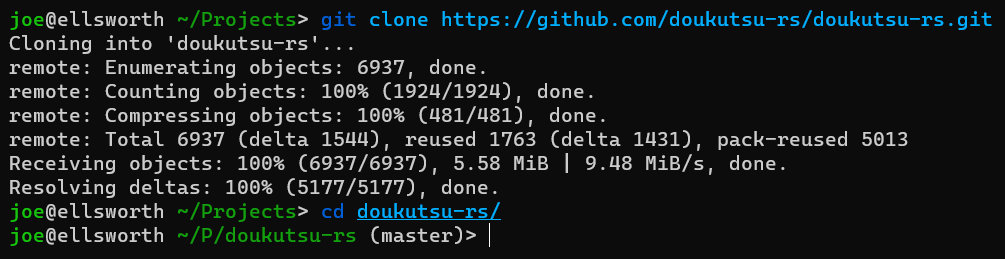 joe@ellsworth ~/Projects> git clone https://github.com/doukutsu-rs/doukutsu-rs.git
Cloning into 'doukutsu-rs'...
remote: Enumerating objects: 6937, done.
remote: Counting objects: 100% (1924/1924), done.
remote: Compressing objects: 100% (481/481), done.
remote: Total 6937 (delta 1544), reused 1763 (delta 1431), pack-reused 5013
Receiving objects: 100% (6937/6937), 5.58 MiB | 9.48 MiB/s, done.
Resolving deltas: 100% (5177/5177), done.
joe@ellsworth ~/Projects> cd doukutsu-rs/
joe@ellsworth ~/P/doukutsu-rs (master)>